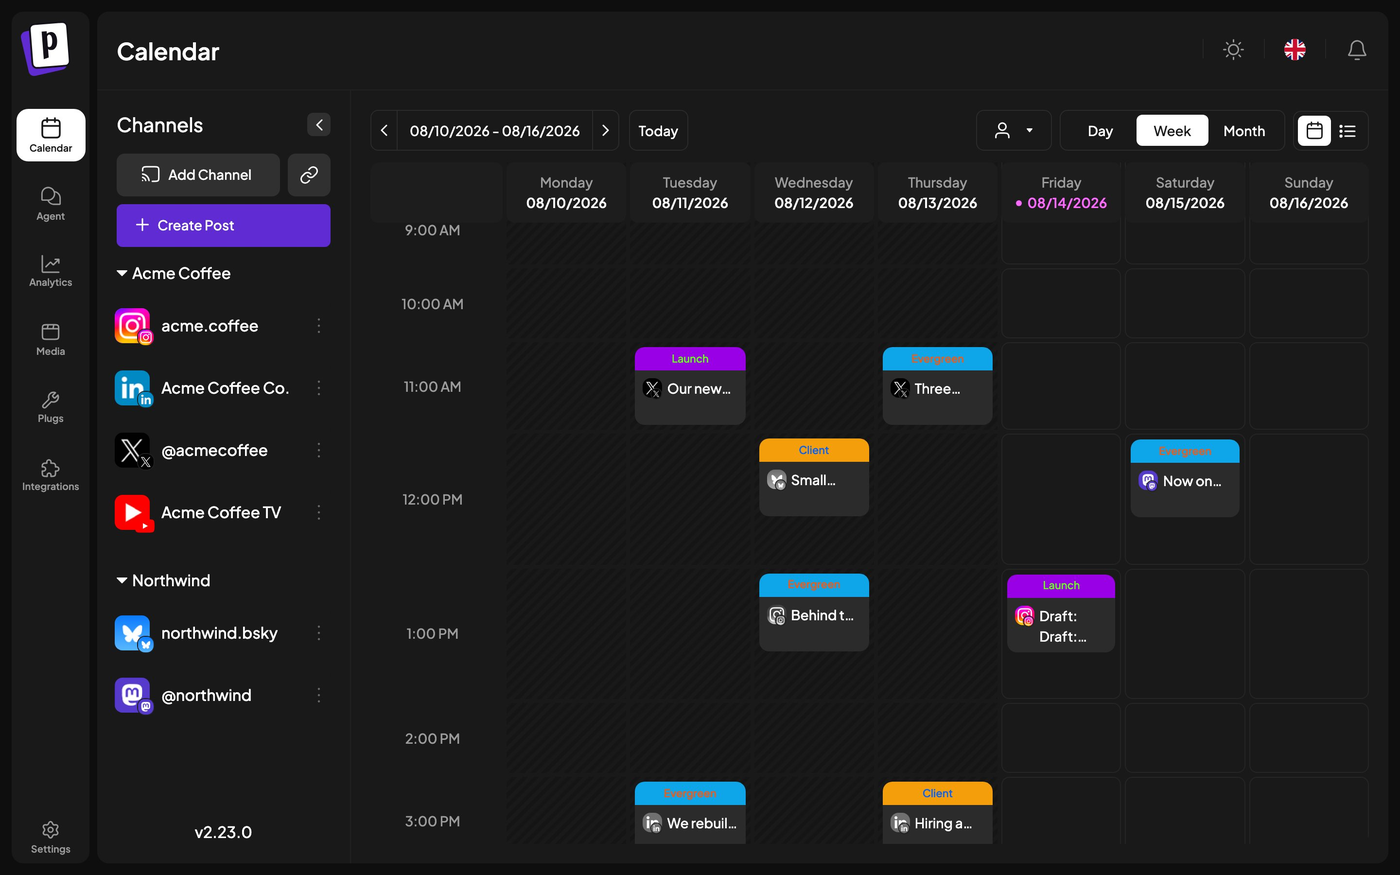 p
Calendar
Calendar
Agent
Analytics
Media
Plugs
Integrations
Settings
Channels
Add Channel
Create Post
Acme Coffee
acme.coffee
Acme Coffee Co.
@acmecoffee
Acme Coffee TV
Northwind
northwind.bsky
@northwind
v2.23.0
08/10/2026 - 08/16/2026
Today
Day
Week
Month
Monday
08/10/2026
Tuesday
08/11/2026
Wednesday
08/12/2026
Thursday
08/13/2026
Friday
08/14/2026
Saturday
08/15/2026
Sunday
08/16/2026
9:00 AM
10:00 AM
11:00 AM
Launch
Our new...
Evergreen
Three...
12:00 PM
Client
Small...
Evergreen
Now on...
1:00 PM
Evergreen
Behind t...
Launch
Draft:
Draft:...
2:00 PM
3:00 PM
Evergreen
We rebuil...
Client
Hiring a...